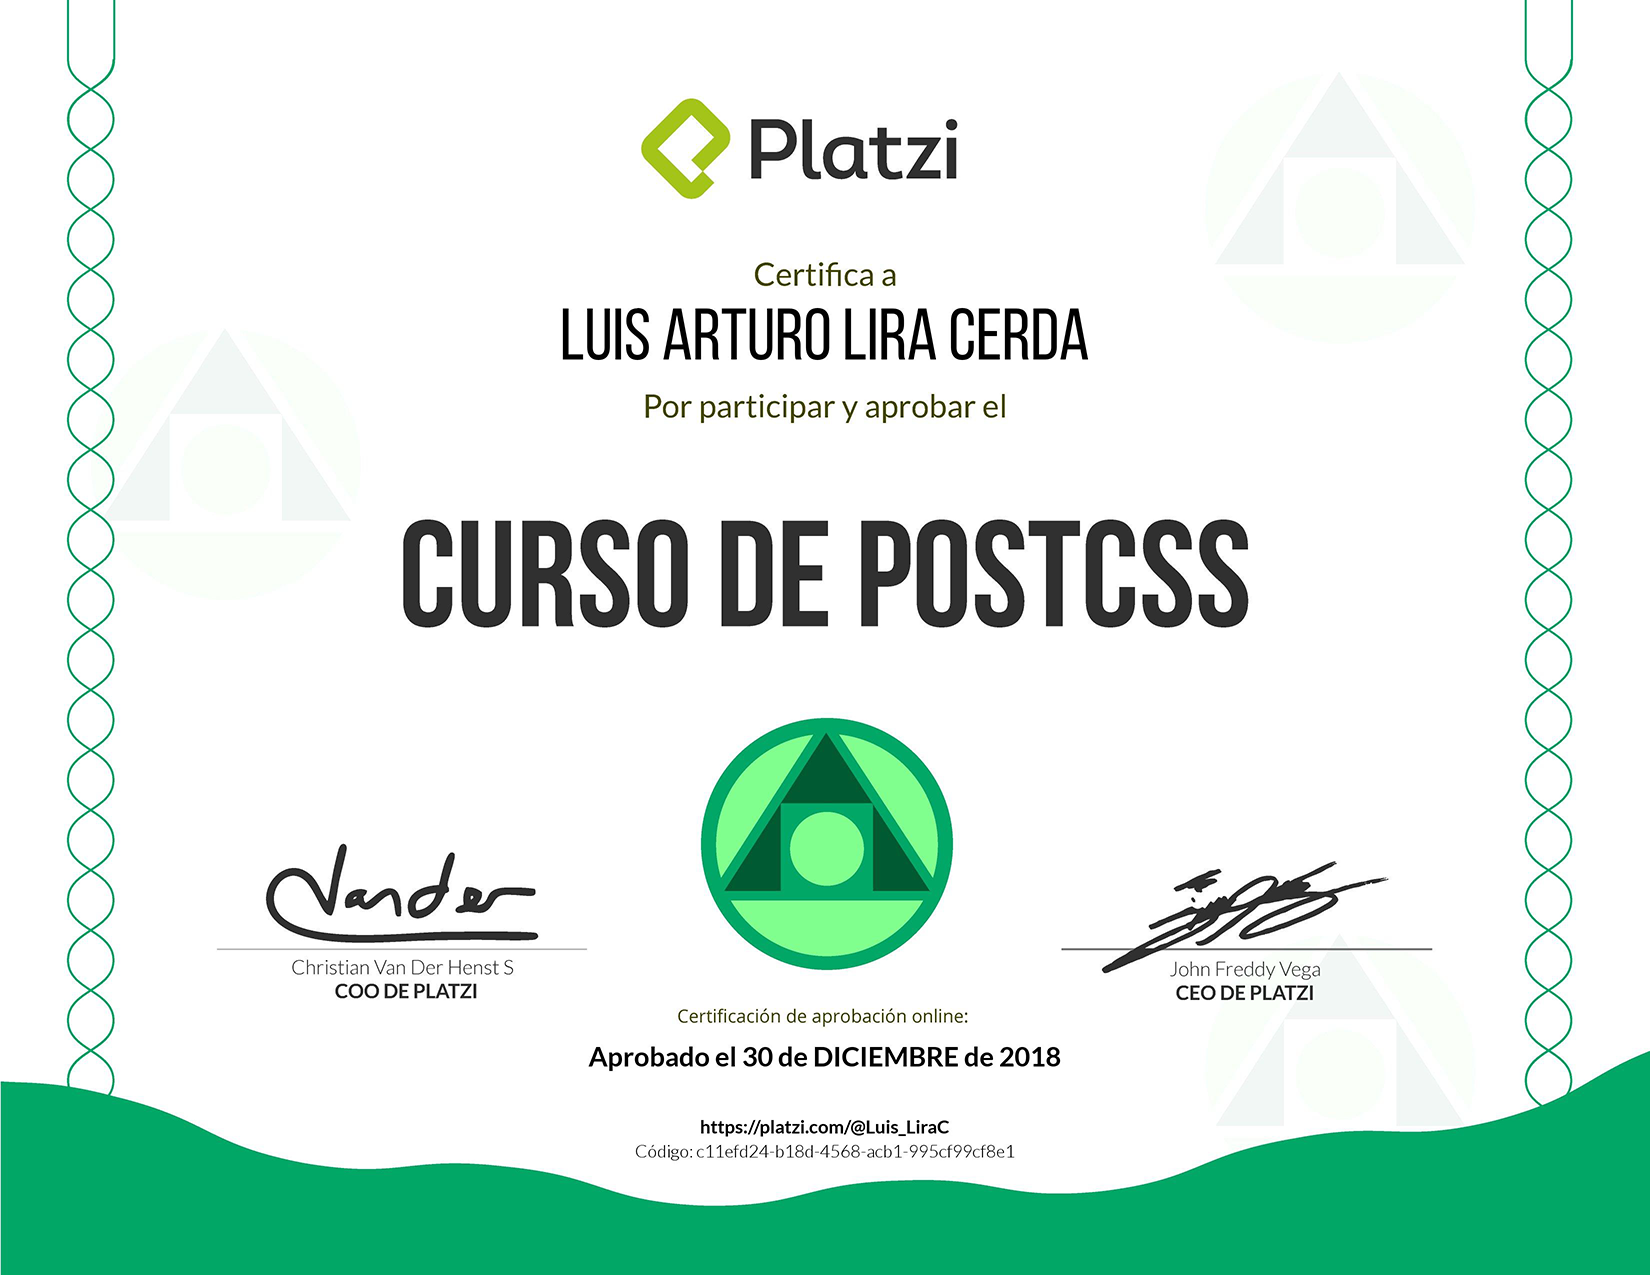 Platzi
Certifica a
LUIS ARTURO LIRA CERDA
Por participar y aprobar el
CURSO DE POSTCSS
Vander
Christian Van Der Henst S
COO DE PLATZI
John Freddy Vega
CEO DE PLATZI
Certificación de aprobación online:
Aprobado el 30 de DICIEMBRE de 2018
https://platzi.com/@Luis_LiraC
Código: c11efd24-b18d-4568-acb1-995cf99cf8e1